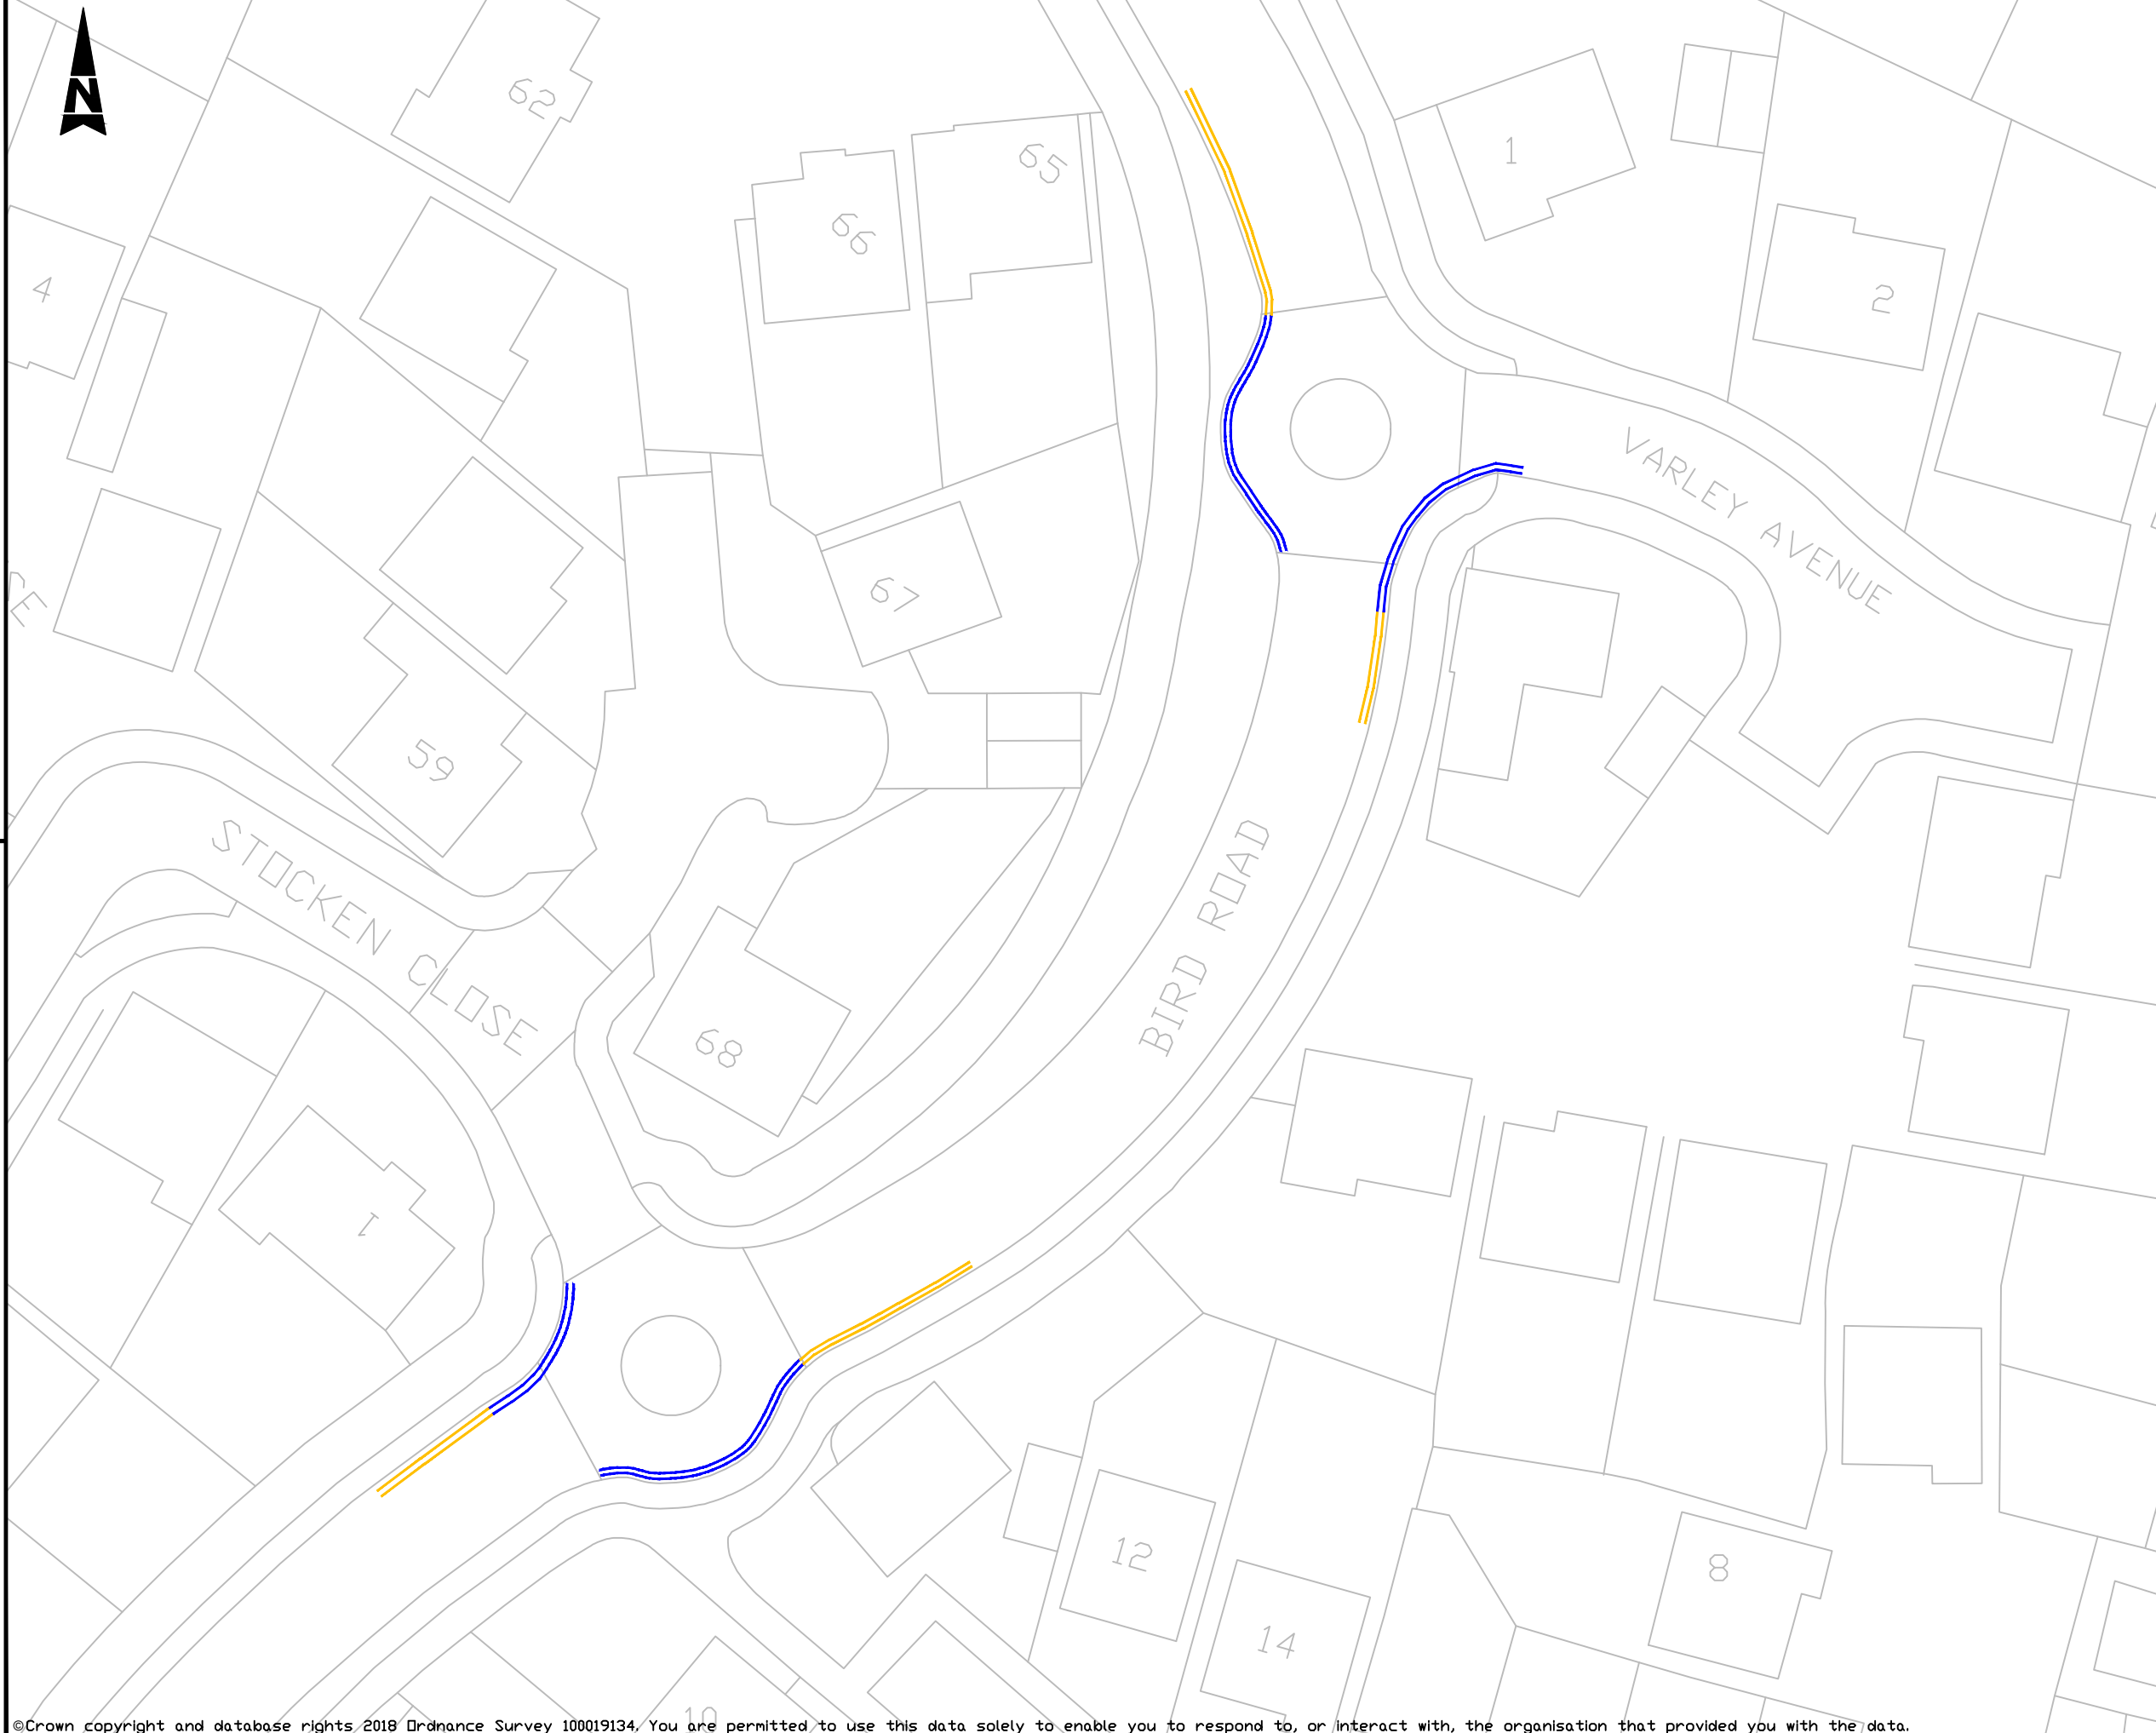 N
62
65
66
1
2
4
67
VARLEY AVENUE
SE
59
STOCKEN CLOSE
BIRD ROAD
68
1
12
8
14
10
©Crown copyright and database rights 2018 Ordnance Survey 100019134. You are permitted to use this data solely to enable you to respond to, or interact with, the organisation that provided you with the data.